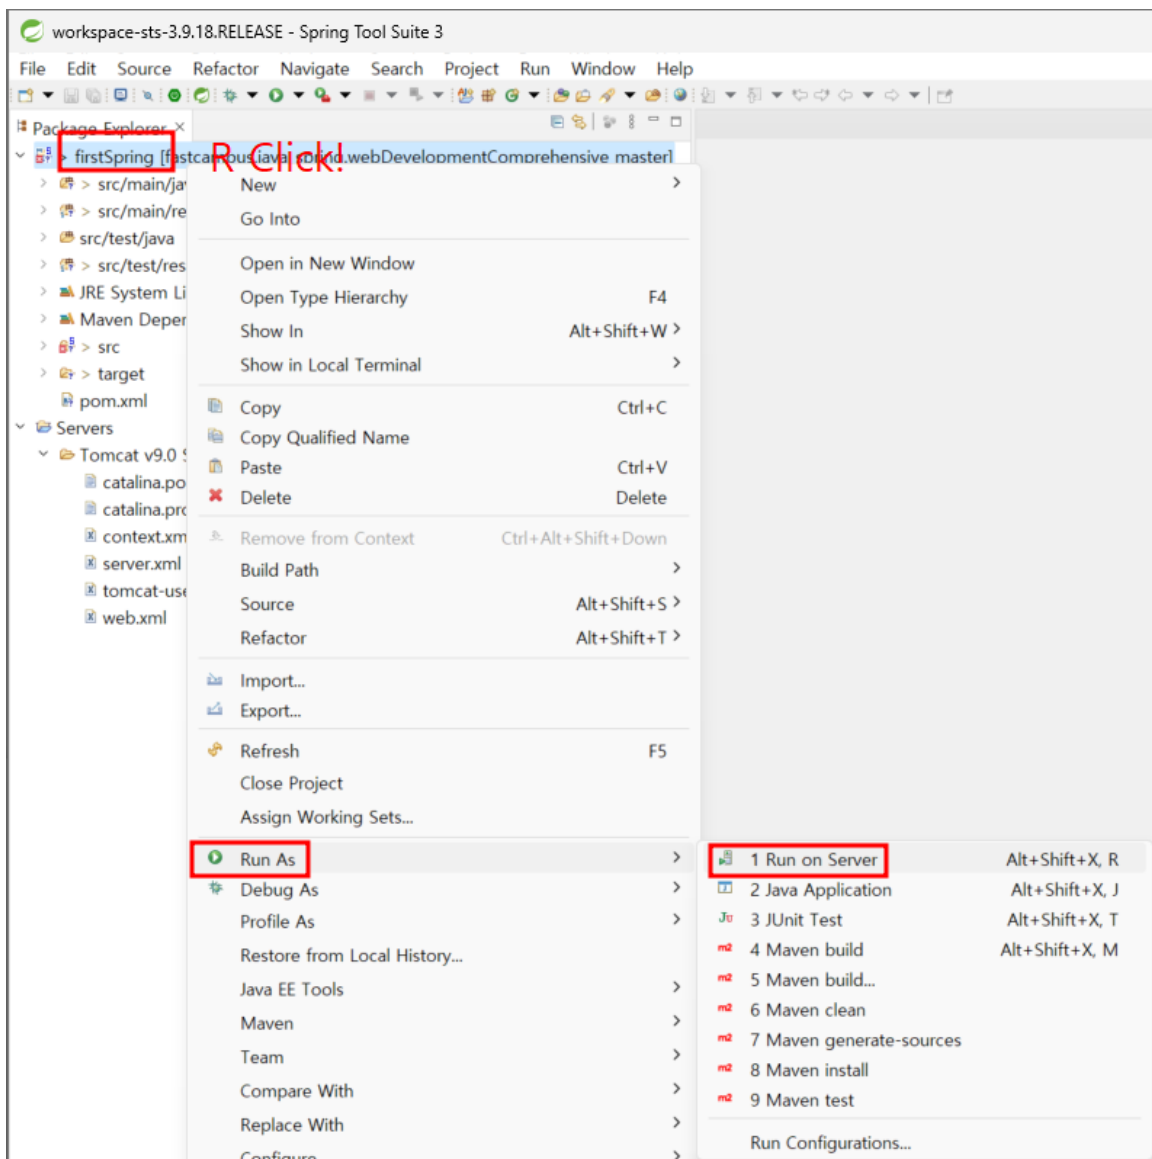 workspace-sts-3.9.18.RELEASE - Spring Tool Suite 3
File Edit Source Refactor Navigate Search Project Run Window Help
Package Explorer
firstSpring [fastcampus.java spring.webDevelopmentComprehensive master]
R Click!
> src/main/ja
> src/main/re
src/test/java
> src/test/res
JRE System Li
Maven Deper
> src
> target
pom.xml
Servers
Tomcat v9.0
catalina.po
catalina.pro
context.xm
server.xml
tomcat-use
web.xml
New
Go Into
Open in New Window
Open Type Hierarchy F4
Show In Alt+Shift+W >
Show in Local Terminal
Copy Ctrl+C
Copy Qualified Name
Paste Ctrl+V
Delete Delete
Remove from Context Ctrl+Alt+Shift+Down
Build Path
Source Alt+Shift+S >
Refactor Alt+Shift+T >
Import...
Export...
Refresh F5
Close Project
Assign Working Sets...
Run As
Debug As
Profile As
Restore from Local History...
Java EE Tools
Maven
Team
Compare With
Replace With
Configure
1 Run on Server Alt+Shift+X, R
2 Java Application Alt+Shift+X, J
3 JUnit Test Alt+Shift+X, T
4 Maven build Alt+Shift+X, M
5 Maven build...
6 Maven clean
7 Maven generate-sources
8 Maven install
9 Maven test
Run Configurations...